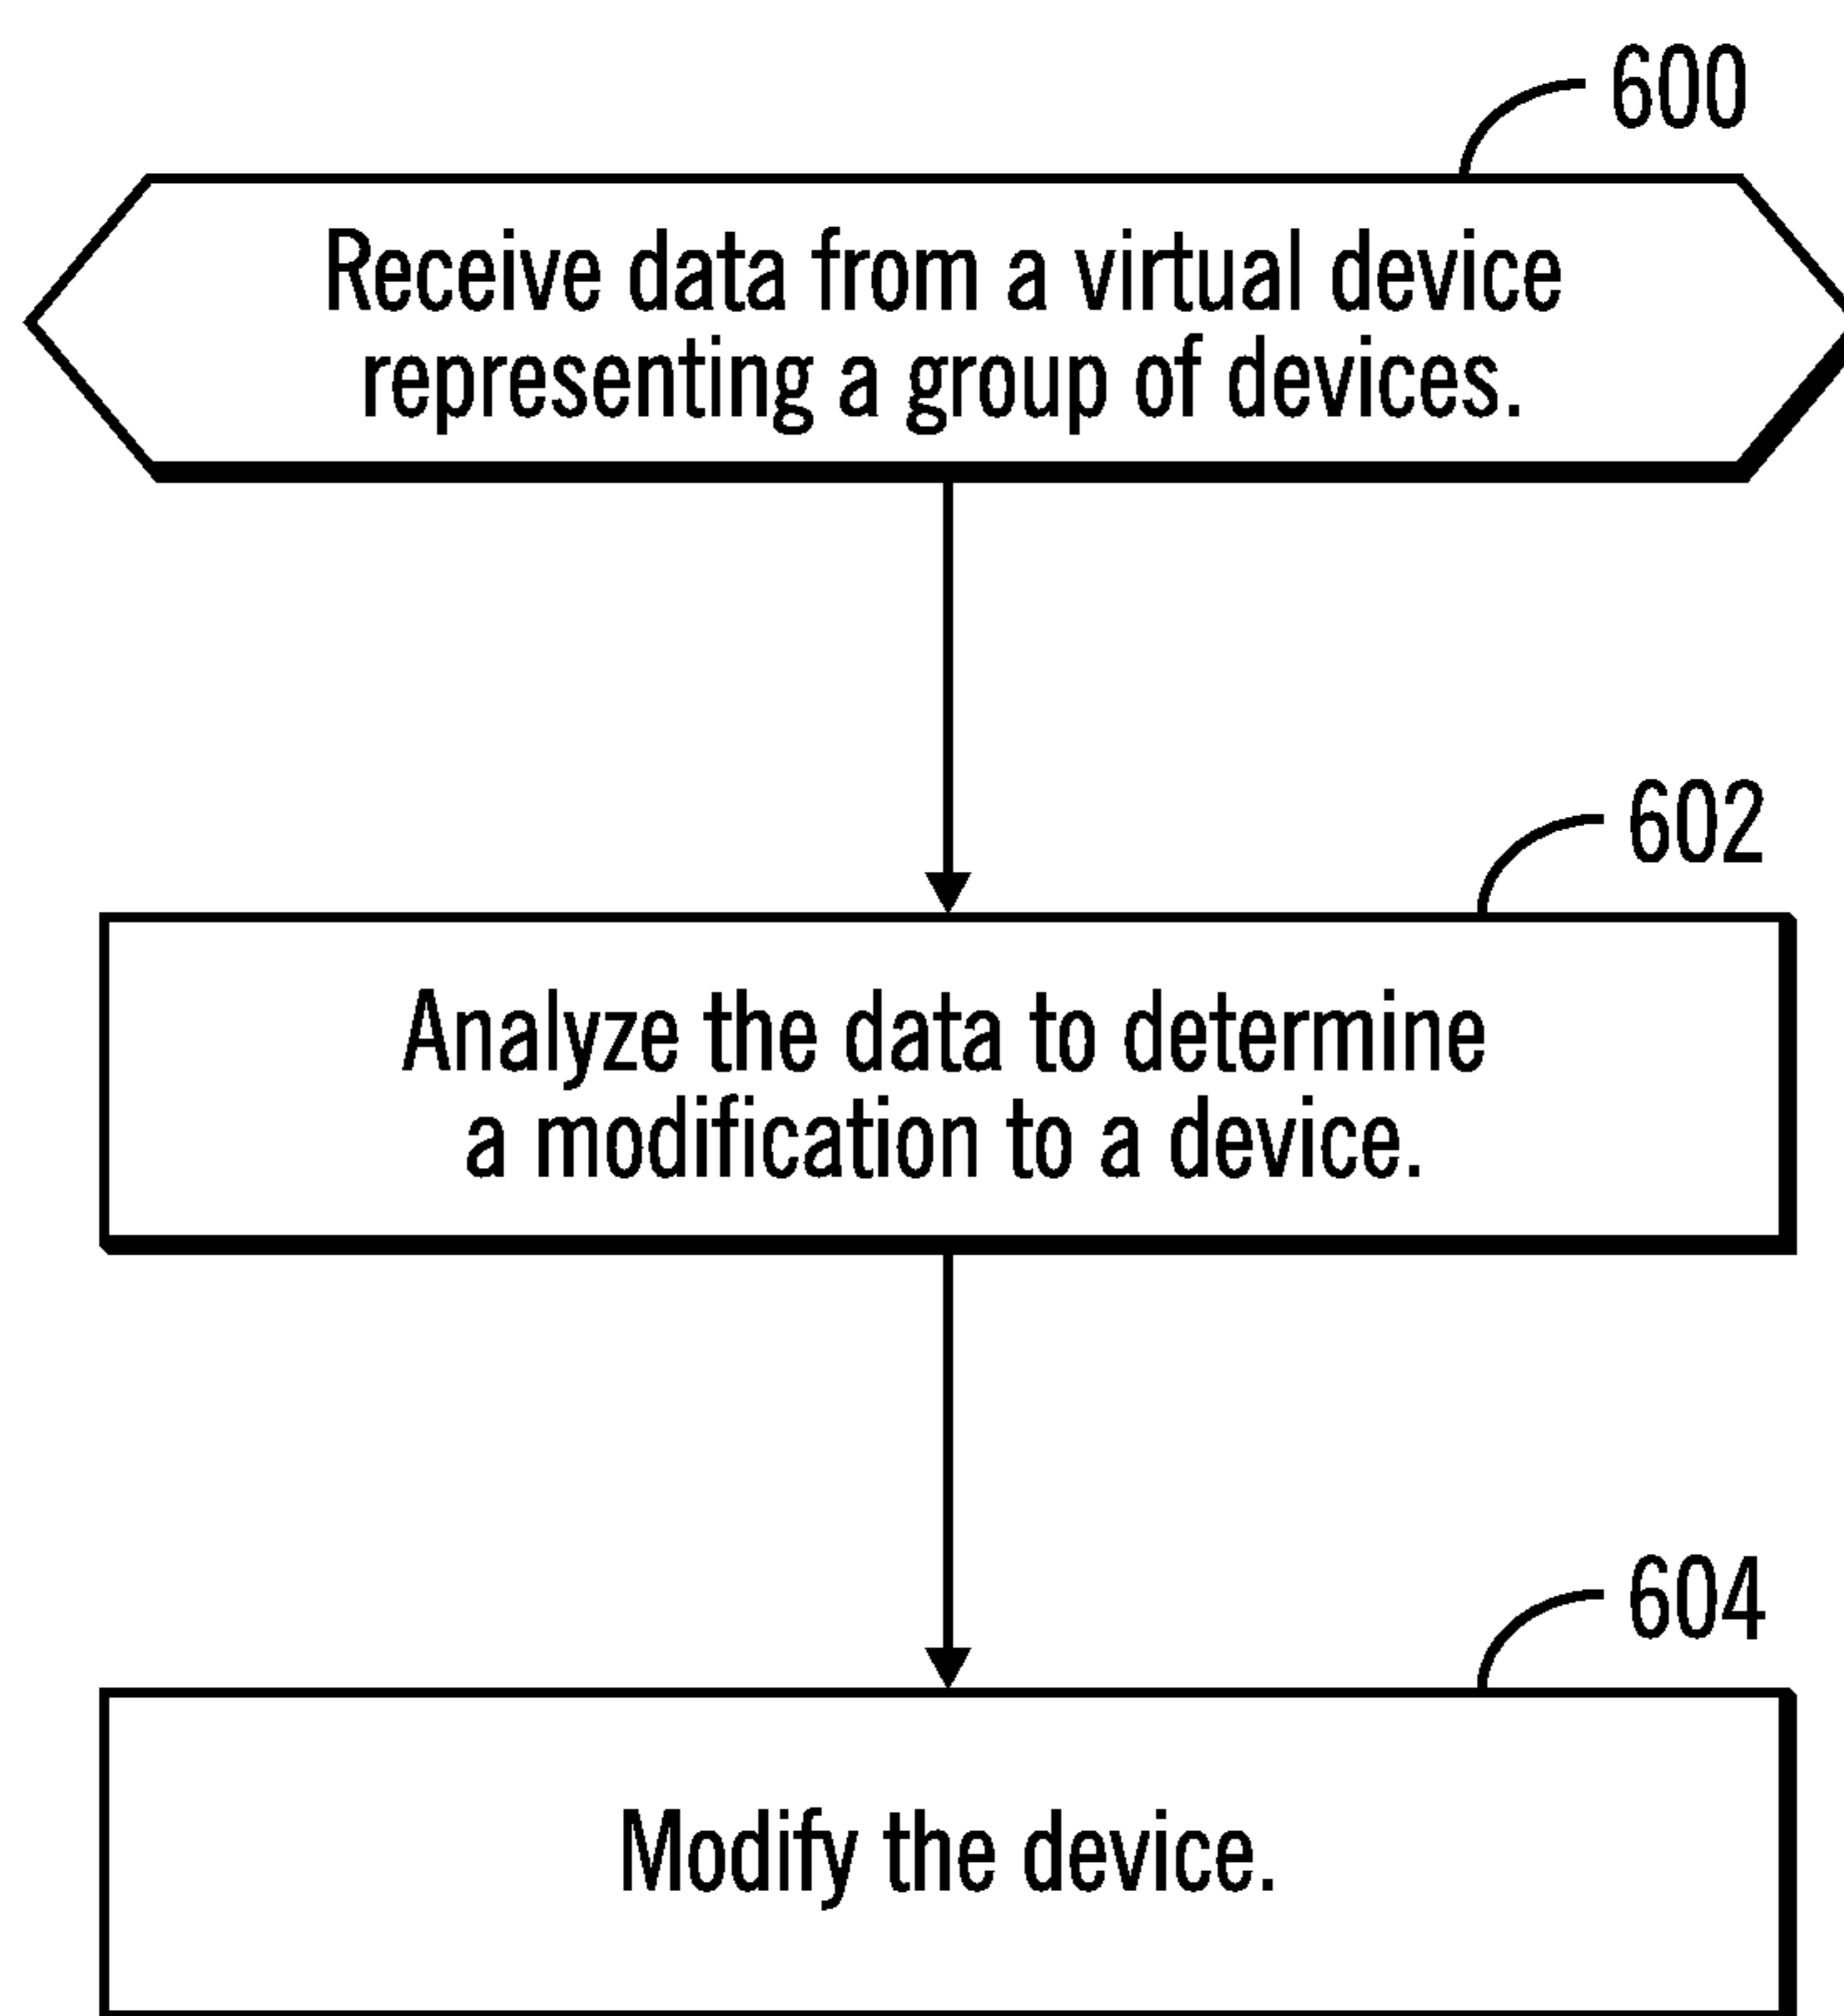 600
Receive data from a virtual device
representing a group of devices.
602
Analyze the data to determine
a modification to a device.
604
Modify the device.